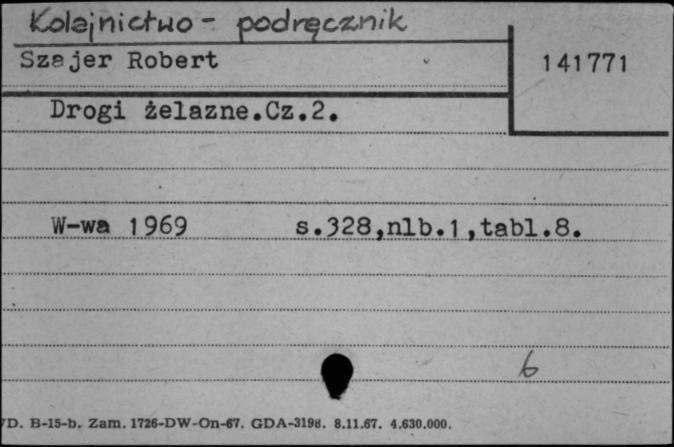 Kolejnictwo - podręcznik
Szajer Robert
141771
Drogi żelazne.Cz.2.
W-wa 1969 s.328,nlb.1,tabl.8.
6
D. B-15-b. Zam. 1726-DW-On-67. GDA-3198. 8.11.67. 4.630.000.